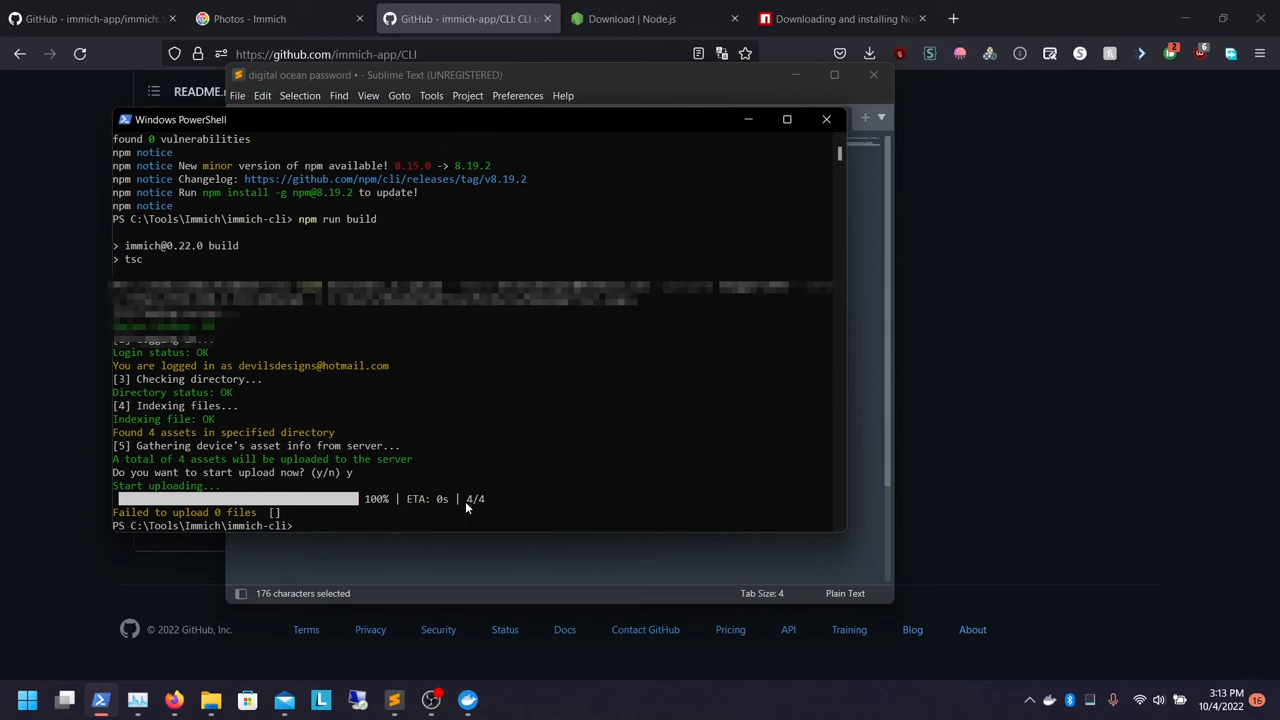 GitHub - immich-app/immich: S
Photos - Immich
GitHub - immich-app/CLI: CLI u
Download | Node.js
Downloading and installing No
https://github.com/immich-app/CLI
2
6
README.
digital ocean password • - Sublime Text (UNREGISTERED)
File Edit Selection Find View Goto Tools Project Preferences Help
Windows PowerShell
found 0 vulnerabilities
npm notice
npm notice New minor version of npm available! 8.15.0 -> 8.19.2
npm notice Changelog: https://github.com/npm/cli/releases/tag/v8.19.2
npm notice Run npm install -g npm@8.19.2 to update!
npm notice
PS C:\Tools\Immich\immich-cli> npm run build
> immich@0.22.0 build
> tsc
Login status: OK
You are logged in as devilsdesigns@hotmail.com
[3] Checking directory...
Directory status: OK
[4] Indexing files...
Indexing file: OK
Found 4 assets in specified directory
[5] Gathering device's asset info from server...
A total of 4 assets will be uploaded to the server
Do you want to start upload now? (y/n) y
Start uploading...
100% | ETA: 0s | 4/4
Failed to upload 0 files []
PS C:\Tools\Immich\immich-cli>
176 characters selected
Tab Size: 4
Plain Text
© 2022 GitHub, Inc.
Terms
Privacy
Security
Status
Docs
Contact GitHub
Pricing
API
Training
Blog
About
3:13 PM
10/4/2022
16